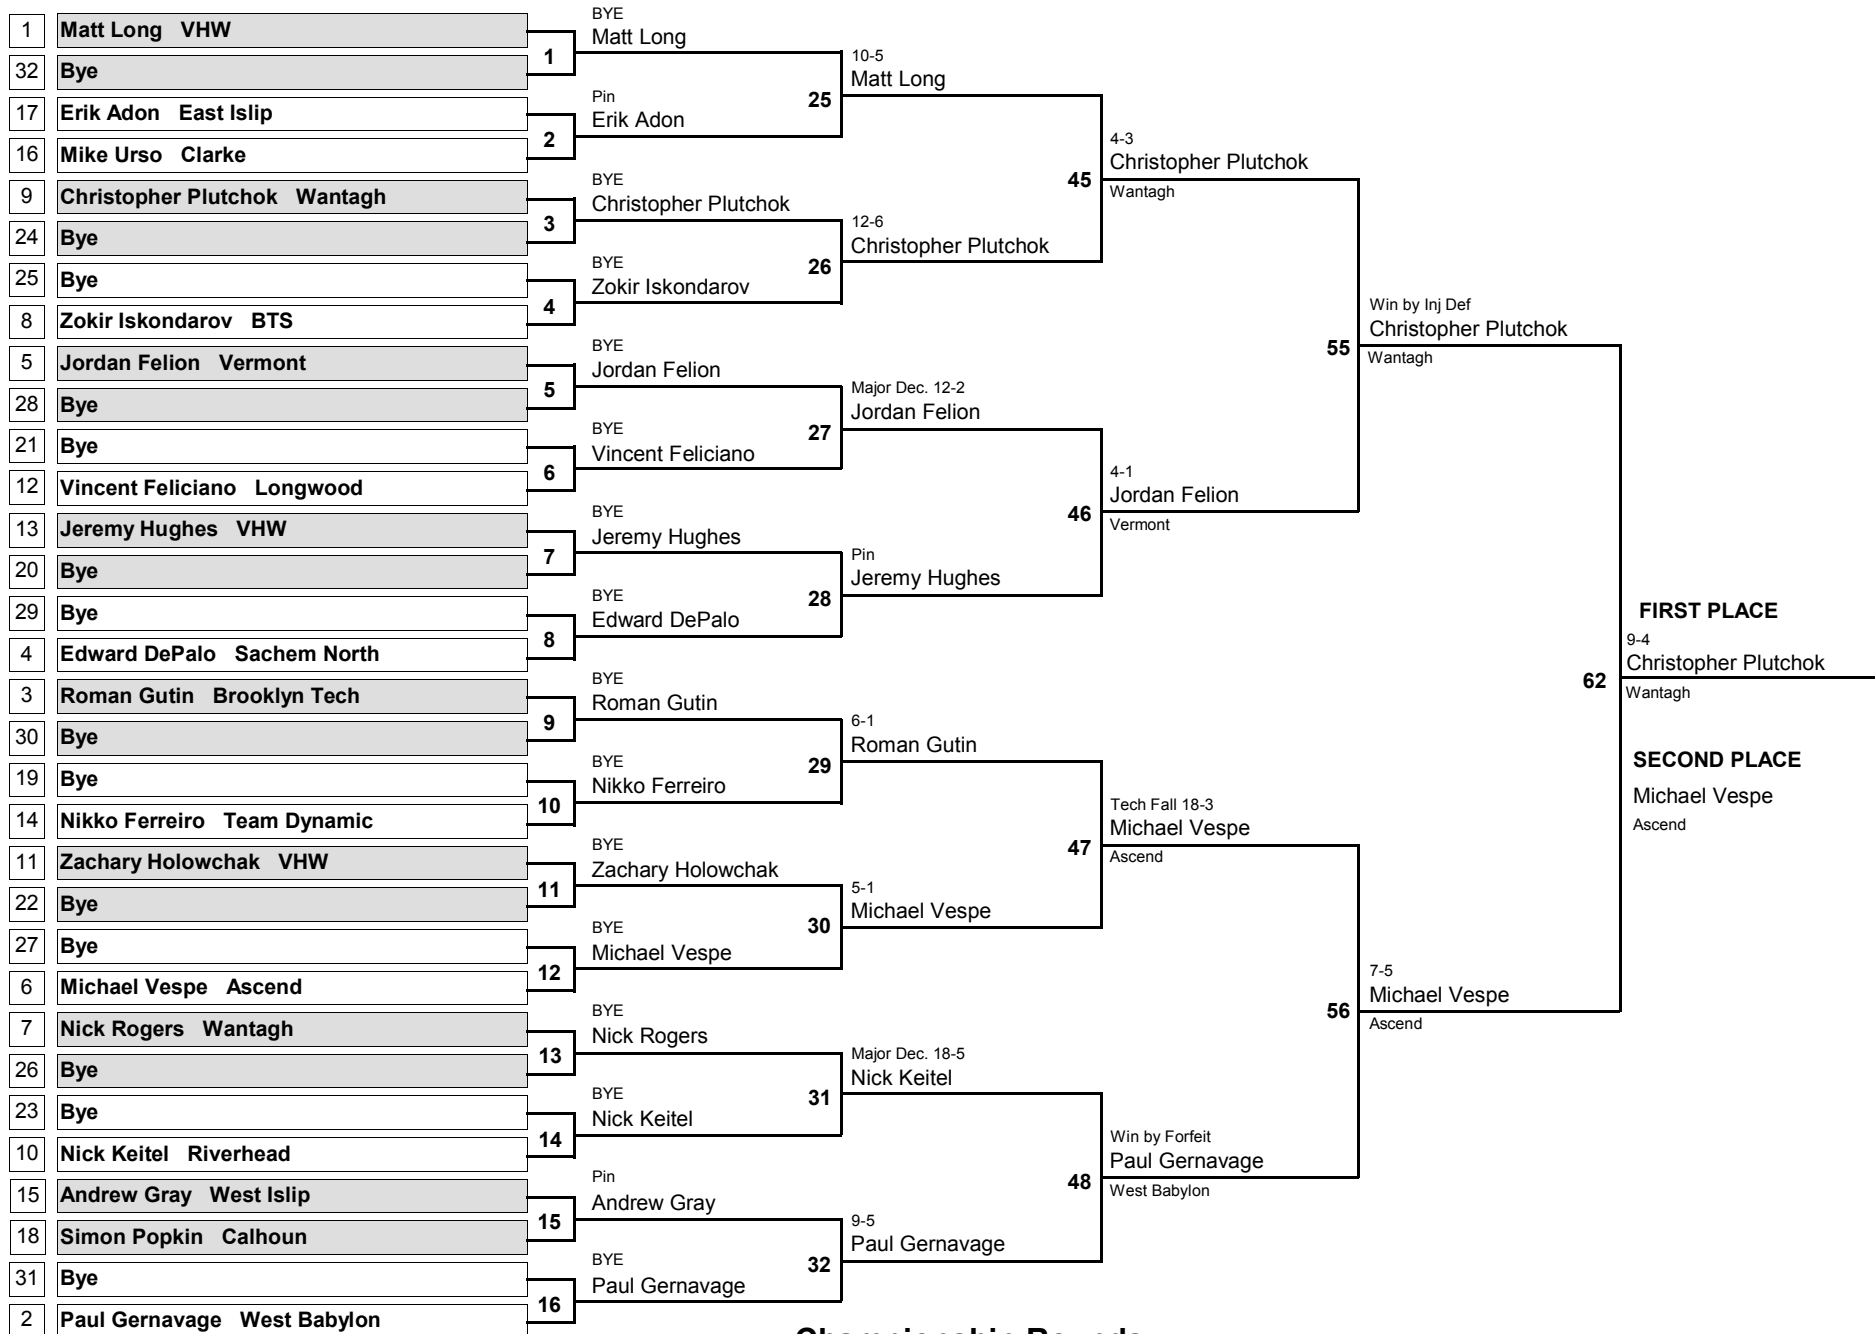 1 Matt Long VHW
32 Bye
17 Erik Adon East Islip
16 Mike Urso Clarke
9 Christopher Plutchok Wantagh
24 Bye
25 Bye
8 Zokir Iskondarov BTS
5 Jordan Felion Vermont
28 Bye
21 Bye
12 Vincent Feliciano Longwood
13 Jeremy Hughes VHW
20 Bye
29 Bye
4 Edward DePalo Sachem North
3 Roman Gutin Brooklyn Tech
30 Bye
19 Bye
14 Nikko Ferreiro Team Dynamic
11 Zachary Holowchak VHW
22 Bye
27 Bye
6 Michael Vespe Ascend
7 Nick Rogers Wantagh
26 Bye
23 Bye
10 Nick Keitel Riverhead
15 Andrew Gray West Islip
18 Simon Popkin Calhoun
31 Bye
2 Paul Gernavage West Babylon
1
2
3
4
5
6
7
8
9
10
11
12
13
14
15
16
BYE
Matt Long
Pin
Erik Adon
BYE
Christopher Plutchok
BYE
Zokir Iskondarov
BYE
Jordan Felion
BYE
Vincent Feliciano
BYE
Jeremy Hughes
BYE
Edward DePalo
BYE
Roman Gutin
BYE
Nikko Ferreiro
BYE
Zachary Holowchak
BYE
Michael Vespe
BYE
Nick Rogers
BYE
Nick Keitel
Pin
Andrew Gray
BYE
Paul Gernavage
25
26
27
28
29
30
31
32
10-5
Matt Long
12-6
Christopher Plutchok
Major Dec. 12-2
Jordan Felion
Pin
Jeremy Hughes
6-1
Roman Gutin
5-1
Michael Vespe
Major Dec. 18-5
Nick Keitel
9-5
Paul Gernavage
45
46
47
48
4-3
Christopher Plutchok
Wantagh
4-1
Jordan Felion
Vermont
Tech Fall 18-3
Michael Vespe
Ascend
Win by Forfeit
Paul Gernavage
West Babylon
55
56
Win by Inj Def
Christopher Plutchok
Wantagh
7-5
Michael Vespe
Ascend
62
FIRST PLACE
9-4
Christopher Plutchok
Wantagh
SECOND PLACE
Michael Vespe
Ascend
Championship Rounds